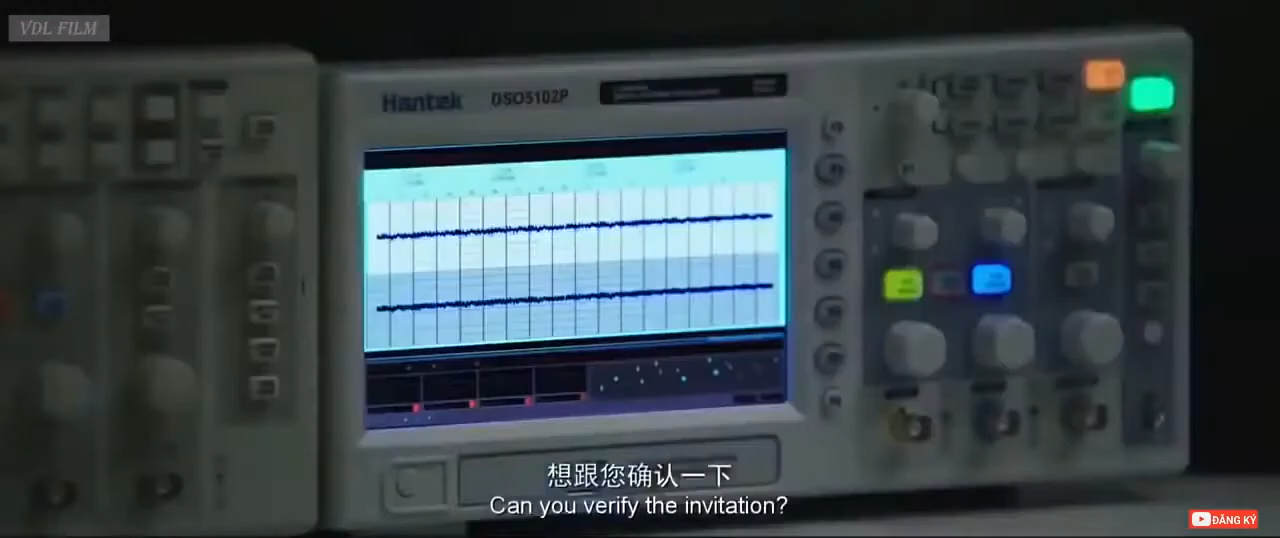 VDL FILM
Hantek DSO5102P
想跟您确认一下
Can you verify the invitation?
ĐĂNG KÝ